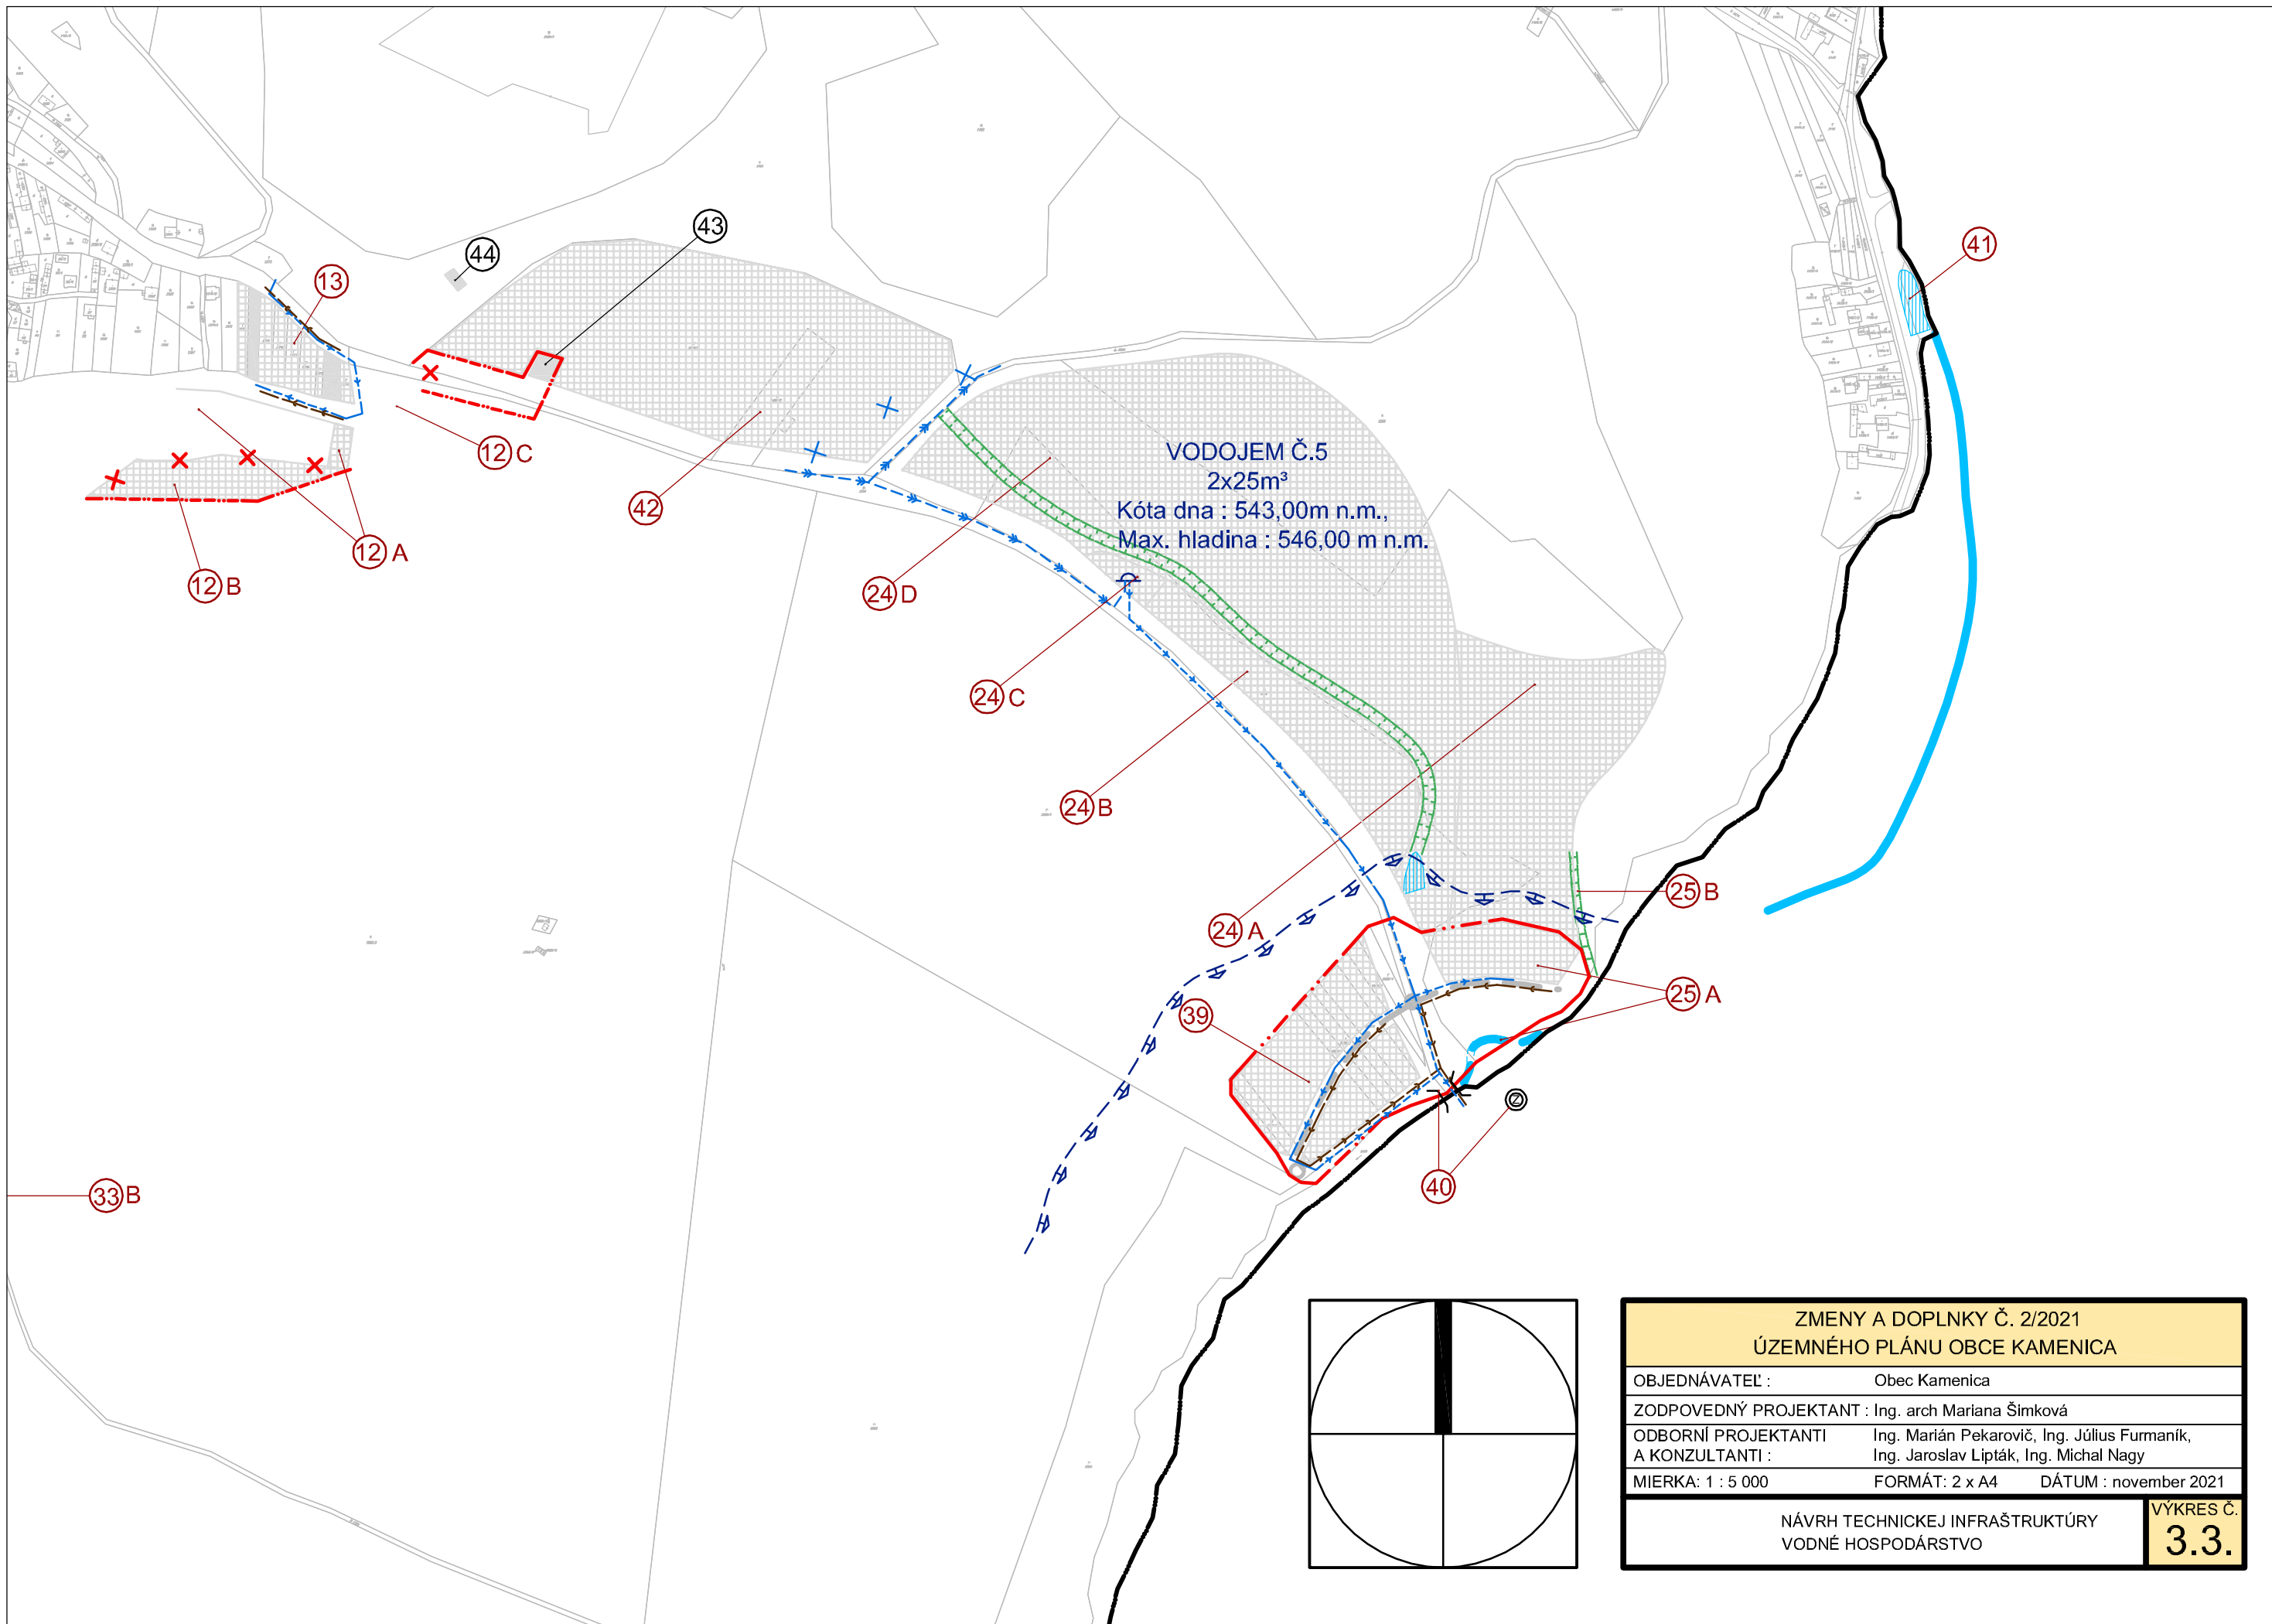 43
44
41
13
12 C
42
VODOJEM Č.5
2x25m³
Kóta dna : 543,00m n.m.,
Max. hladina : 546,00 m n.m.
12 A
12 B
24 D
24 C
24 B
25 B
24 A
25 A
39
Z
40
33 B
ZMENY A DOPLNKY Č. 2/2021
ÚZEMNÉHO PLÁNU OBCE KAMENICA
OBJEDNÁVATEĽ : Obec Kamenica
ZODPOVEDNÝ PROJEKTANT : Ing. arch Mariana Šimková
ODBORNÍ PROJEKTANTI Ing. Marián Pekarovič, Ing. Július Furmaník,
A KONZULTANTI : Ing. Jaroslav Lipták, Ing. Michal Nagy
MIERKA: 1 : 5 000 FORMÁT: 2 x A4 DÁTUM : november 2021
NÁVRH TECHNICKEJ INFRAŠTRUKTÚRY
VODNÉ HOSPODÁRSTVO
VÝKRES Č.
3.3.